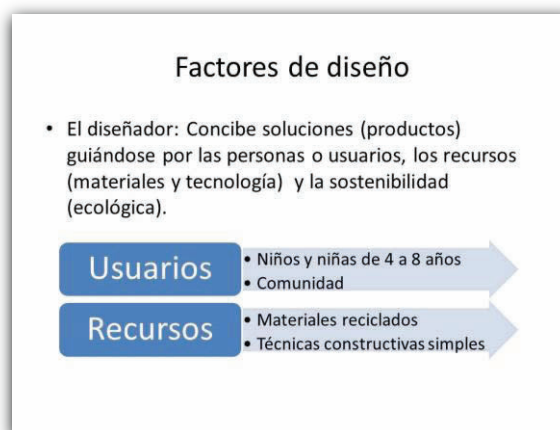 Factores de diseño
• El diseñador: Concibe soluciones (productos)
guiándose por las personas o usuarios, los recursos
(materiales y tecnología) y la sostenibilidad
(ecológica).
Usuarios
• Niños y niñas de 4 a 8 años
• Comunidad
Recursos
• Materiales reciclados
• Técnicas constructivas simples